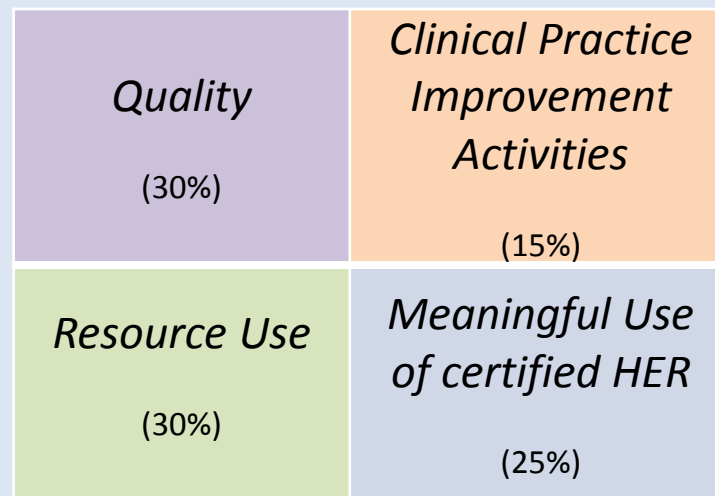 Quality
(30%)
Clinical Practice
Improvement
Activities
(15%)
Resource Use
(30%)
Meaningful Use
of certified HER
(25%)